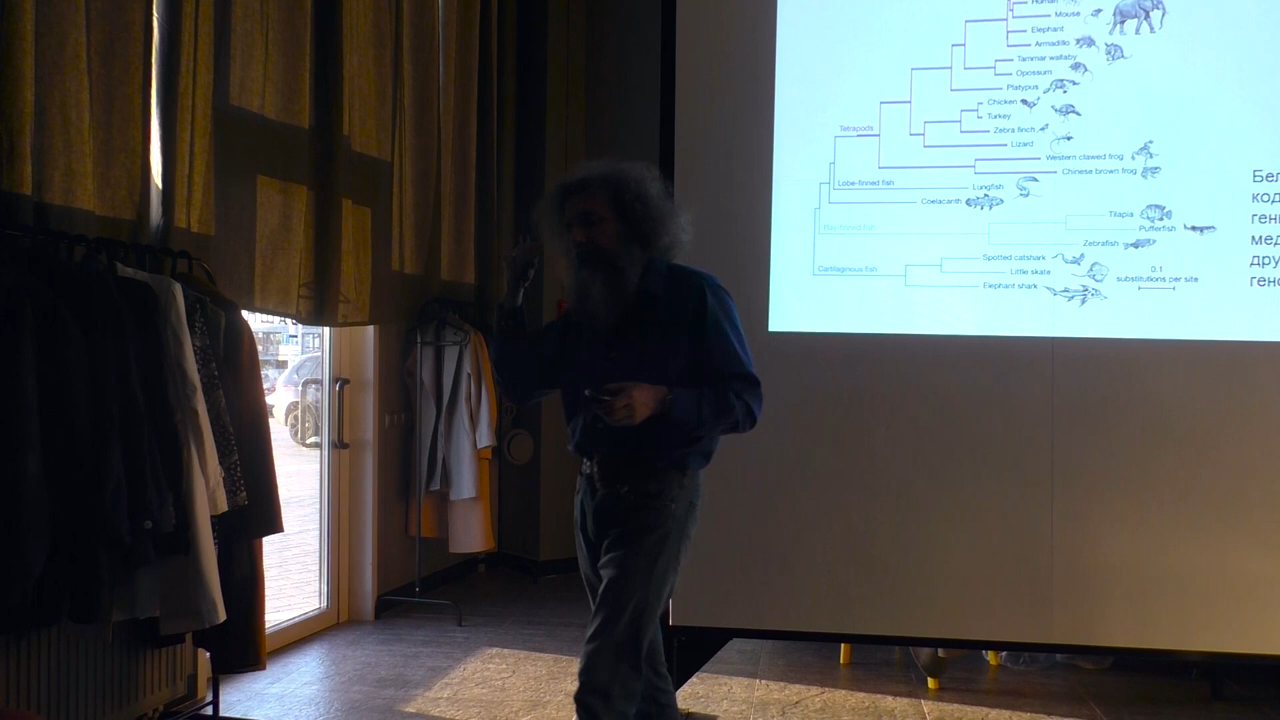 Human
Mouse
Elephant
Armadillo
Tammar wallaby
Opossum
Platypus
Chicken
Turkey
Tetrapods
Zebra finch
Lizard
Western clawed frog
Chinese brown frog
Lobe-finned fish
Lungfish
Coelacanth
Tilapia
Ray-finned fish
Pufferfish
Zebrafish
Spotted catshark
Cartilaginous fish
Little skate
0.1
substitutions per site
Elephant shark
Бел
код
ген
мед
дру
ген